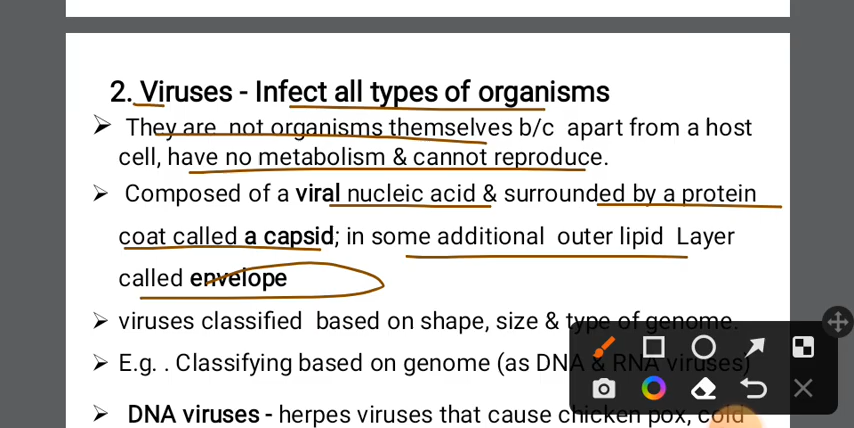 2. Viruses - Infect all types of organisms
➢ They are not organisms themselves b/c apart from a host
cell, have no metabolism & cannot reproduce.
➢ Composed of a viral nucleic acid & surrounded by a protein
coat called a capsid; in some additional outer lipid Layer
called envelope
➢ viruses classified based on shape, size & type of genome.
➢ E.g. . Classifying based on genome (as DNA & RNA viruses)
➢ DNA viruses - herpes viruses that cause chicken pox, cold